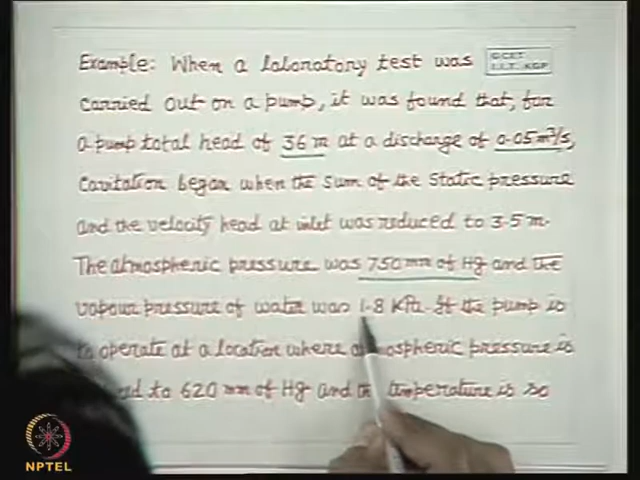 Example: When a laboratory test was
© CET
I.I.T. KGP
carried out on a pump, it was found that, for
a pump total head of 36 m at a discharge of 0.05 m³/s,
Cavitation began when the sum of the static pressure
and the velocity head at inlet was reduced to 3.5 m.
The atmospheric pressure was 750 mm of Hg and the
vapour pressure of water was 1.8 KPa. If the pump is
to operate at a location where pressure is
to 620 mm of Hg and temperature is so
NPTEL